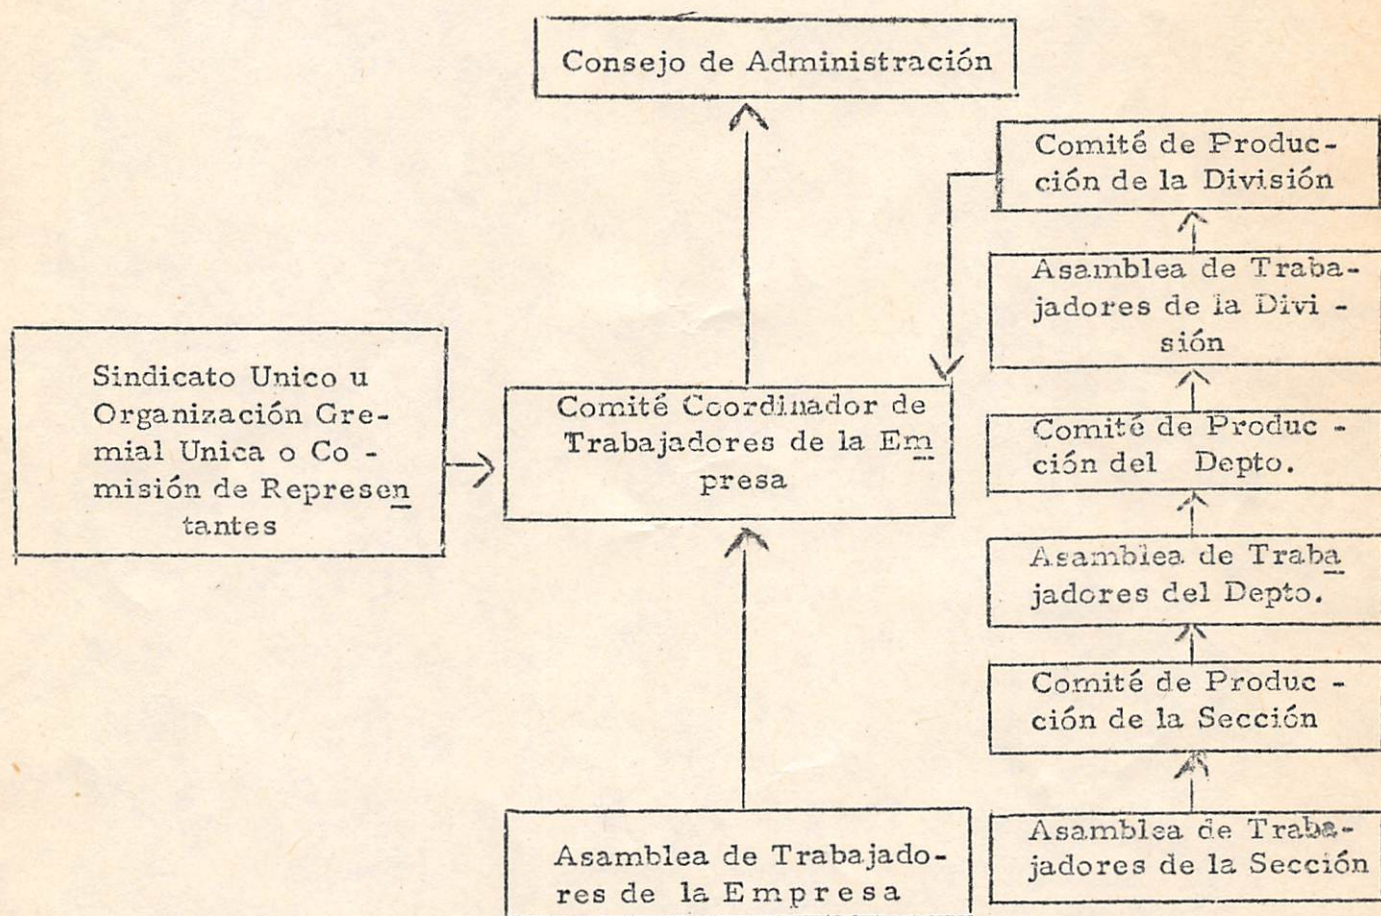 Consejo de Administración
Comité de Produc-
ción de la División
Asamblea de Traba-
jadores de la Divi -
sión
Sindicato Unico u
Organización Gre-
mial Unica o Co -
misión de Represen
tantes
Comité Coordinador de
Trabajadores de la Em
presa
Comité de Produc -
ción del Depto.
Asamblea de Traba
jadores del Depto.
Comité de Produc -
ción de la Sección
Asamblea de Trabajado-
res de la Empresa
Asamblea de Traba-
jadores de la Sección